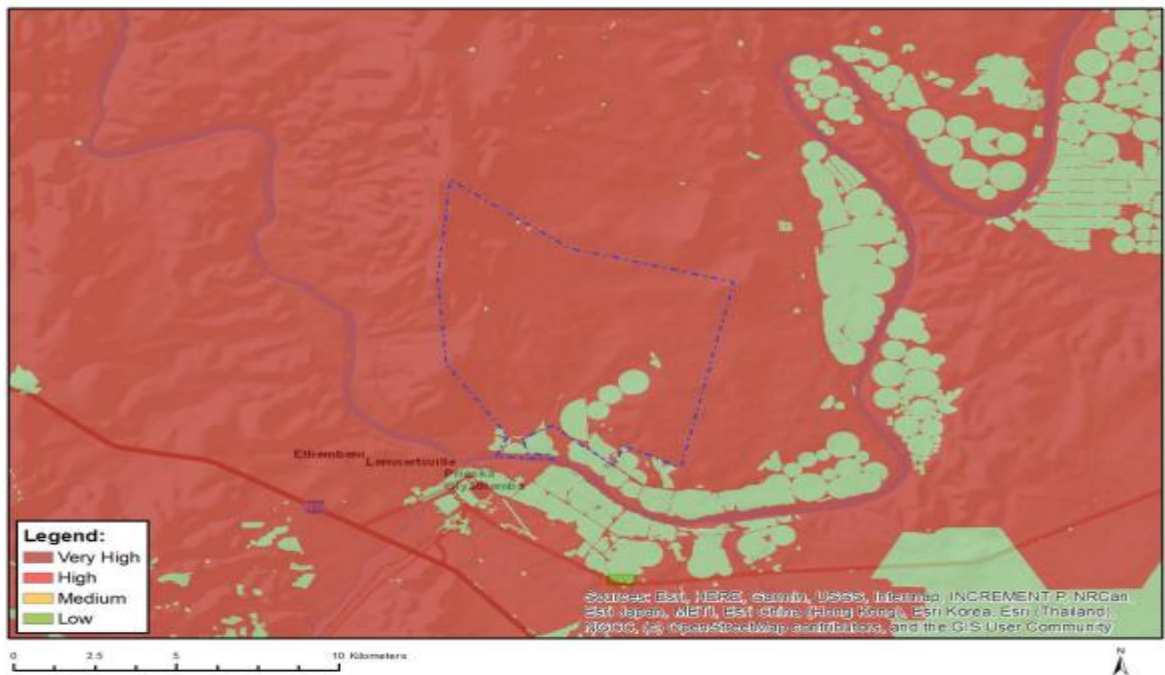 Ethembeni
Lemwertsville
Prieska
Legend:
Very High
High
Medium
Low
Sources: Esri, HERE, Garmin, USGS, Intermap, INCREMENT P, NRCan,
Esri Japan, METI, Esri China (Hong Kong), Esri Korea, Esri (Thailand),
NGCC, (c) OpenStreetMap contributors, and the GIS User Community
0 2.5 5 10 Kilometers
N